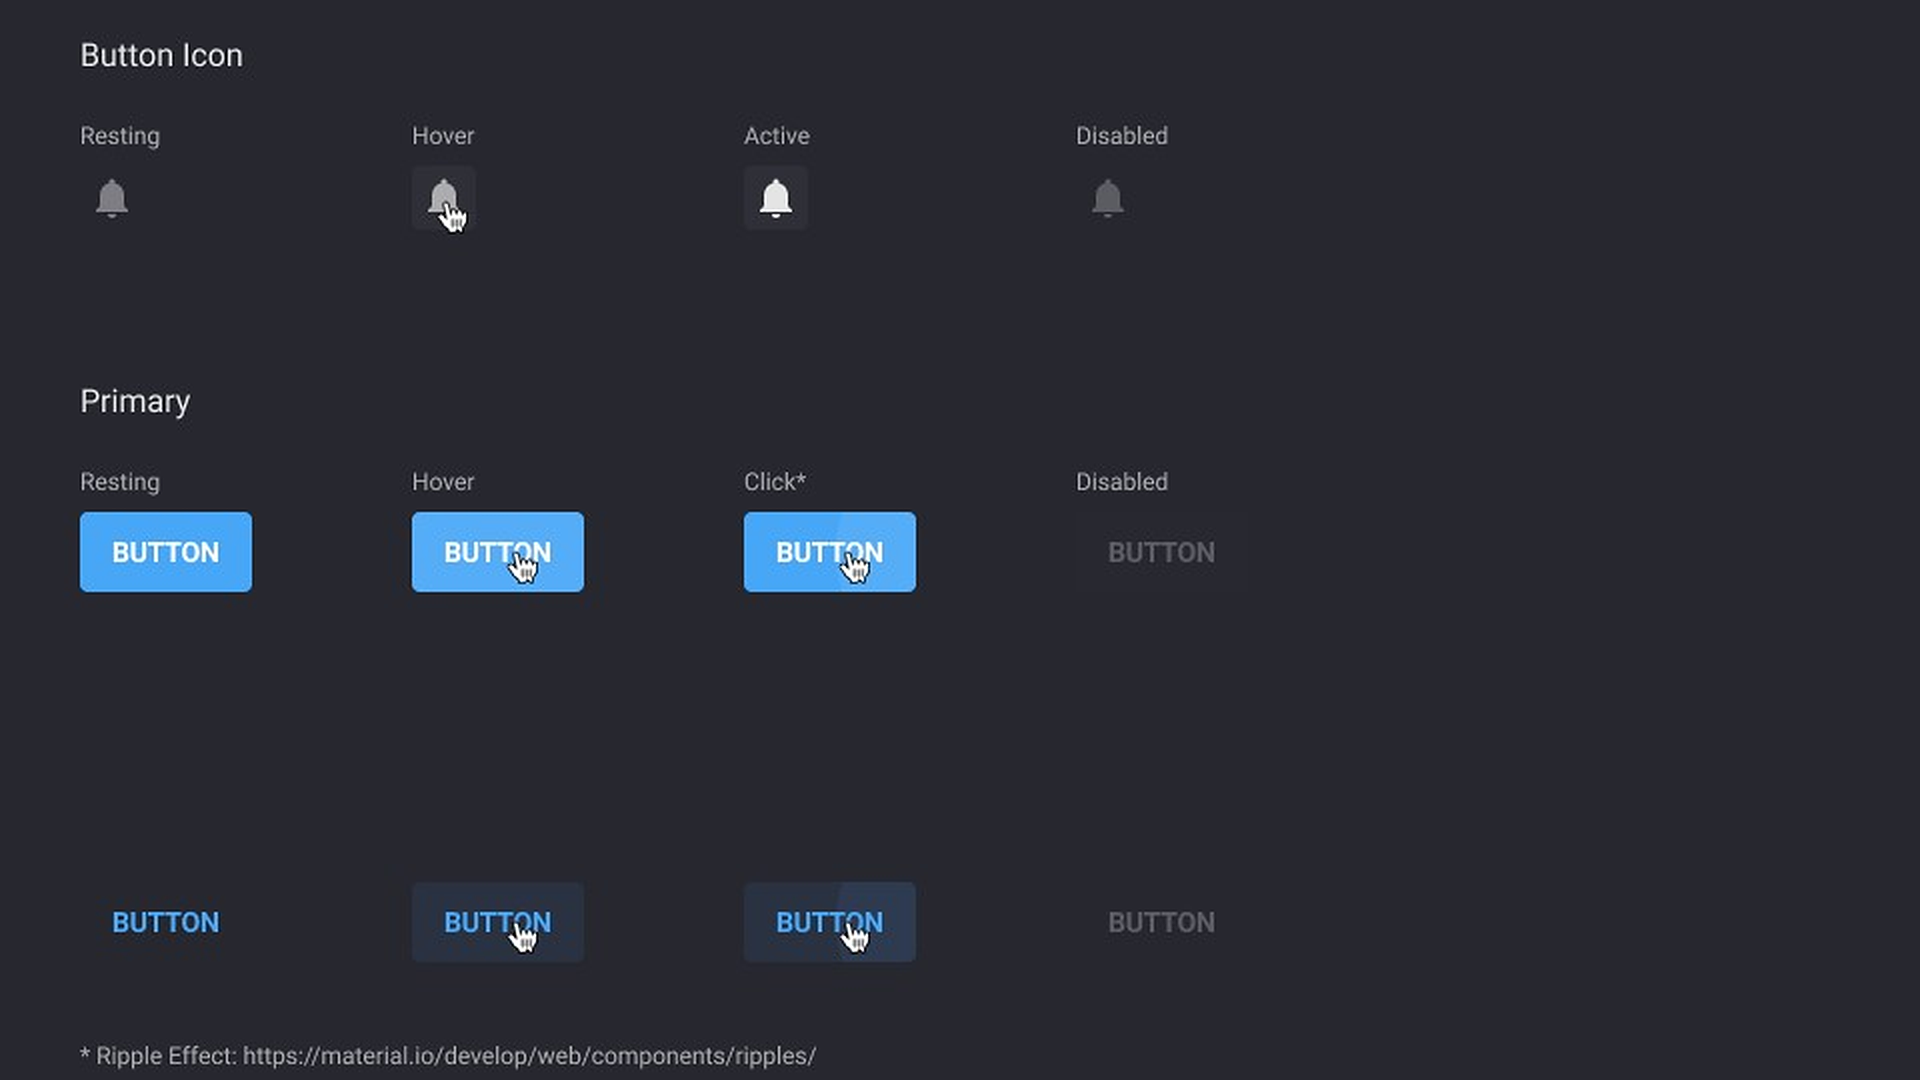 Button Icon
Resting Hover Active Disabled
Primary
Resting Hover Click* Disabled
BUTTON BUTTON BUTTON BUTTON
BUTTON BUTTON BUTTON BUTTON
* Ripple Effect: https://material.io/develop/web/components/ripples/